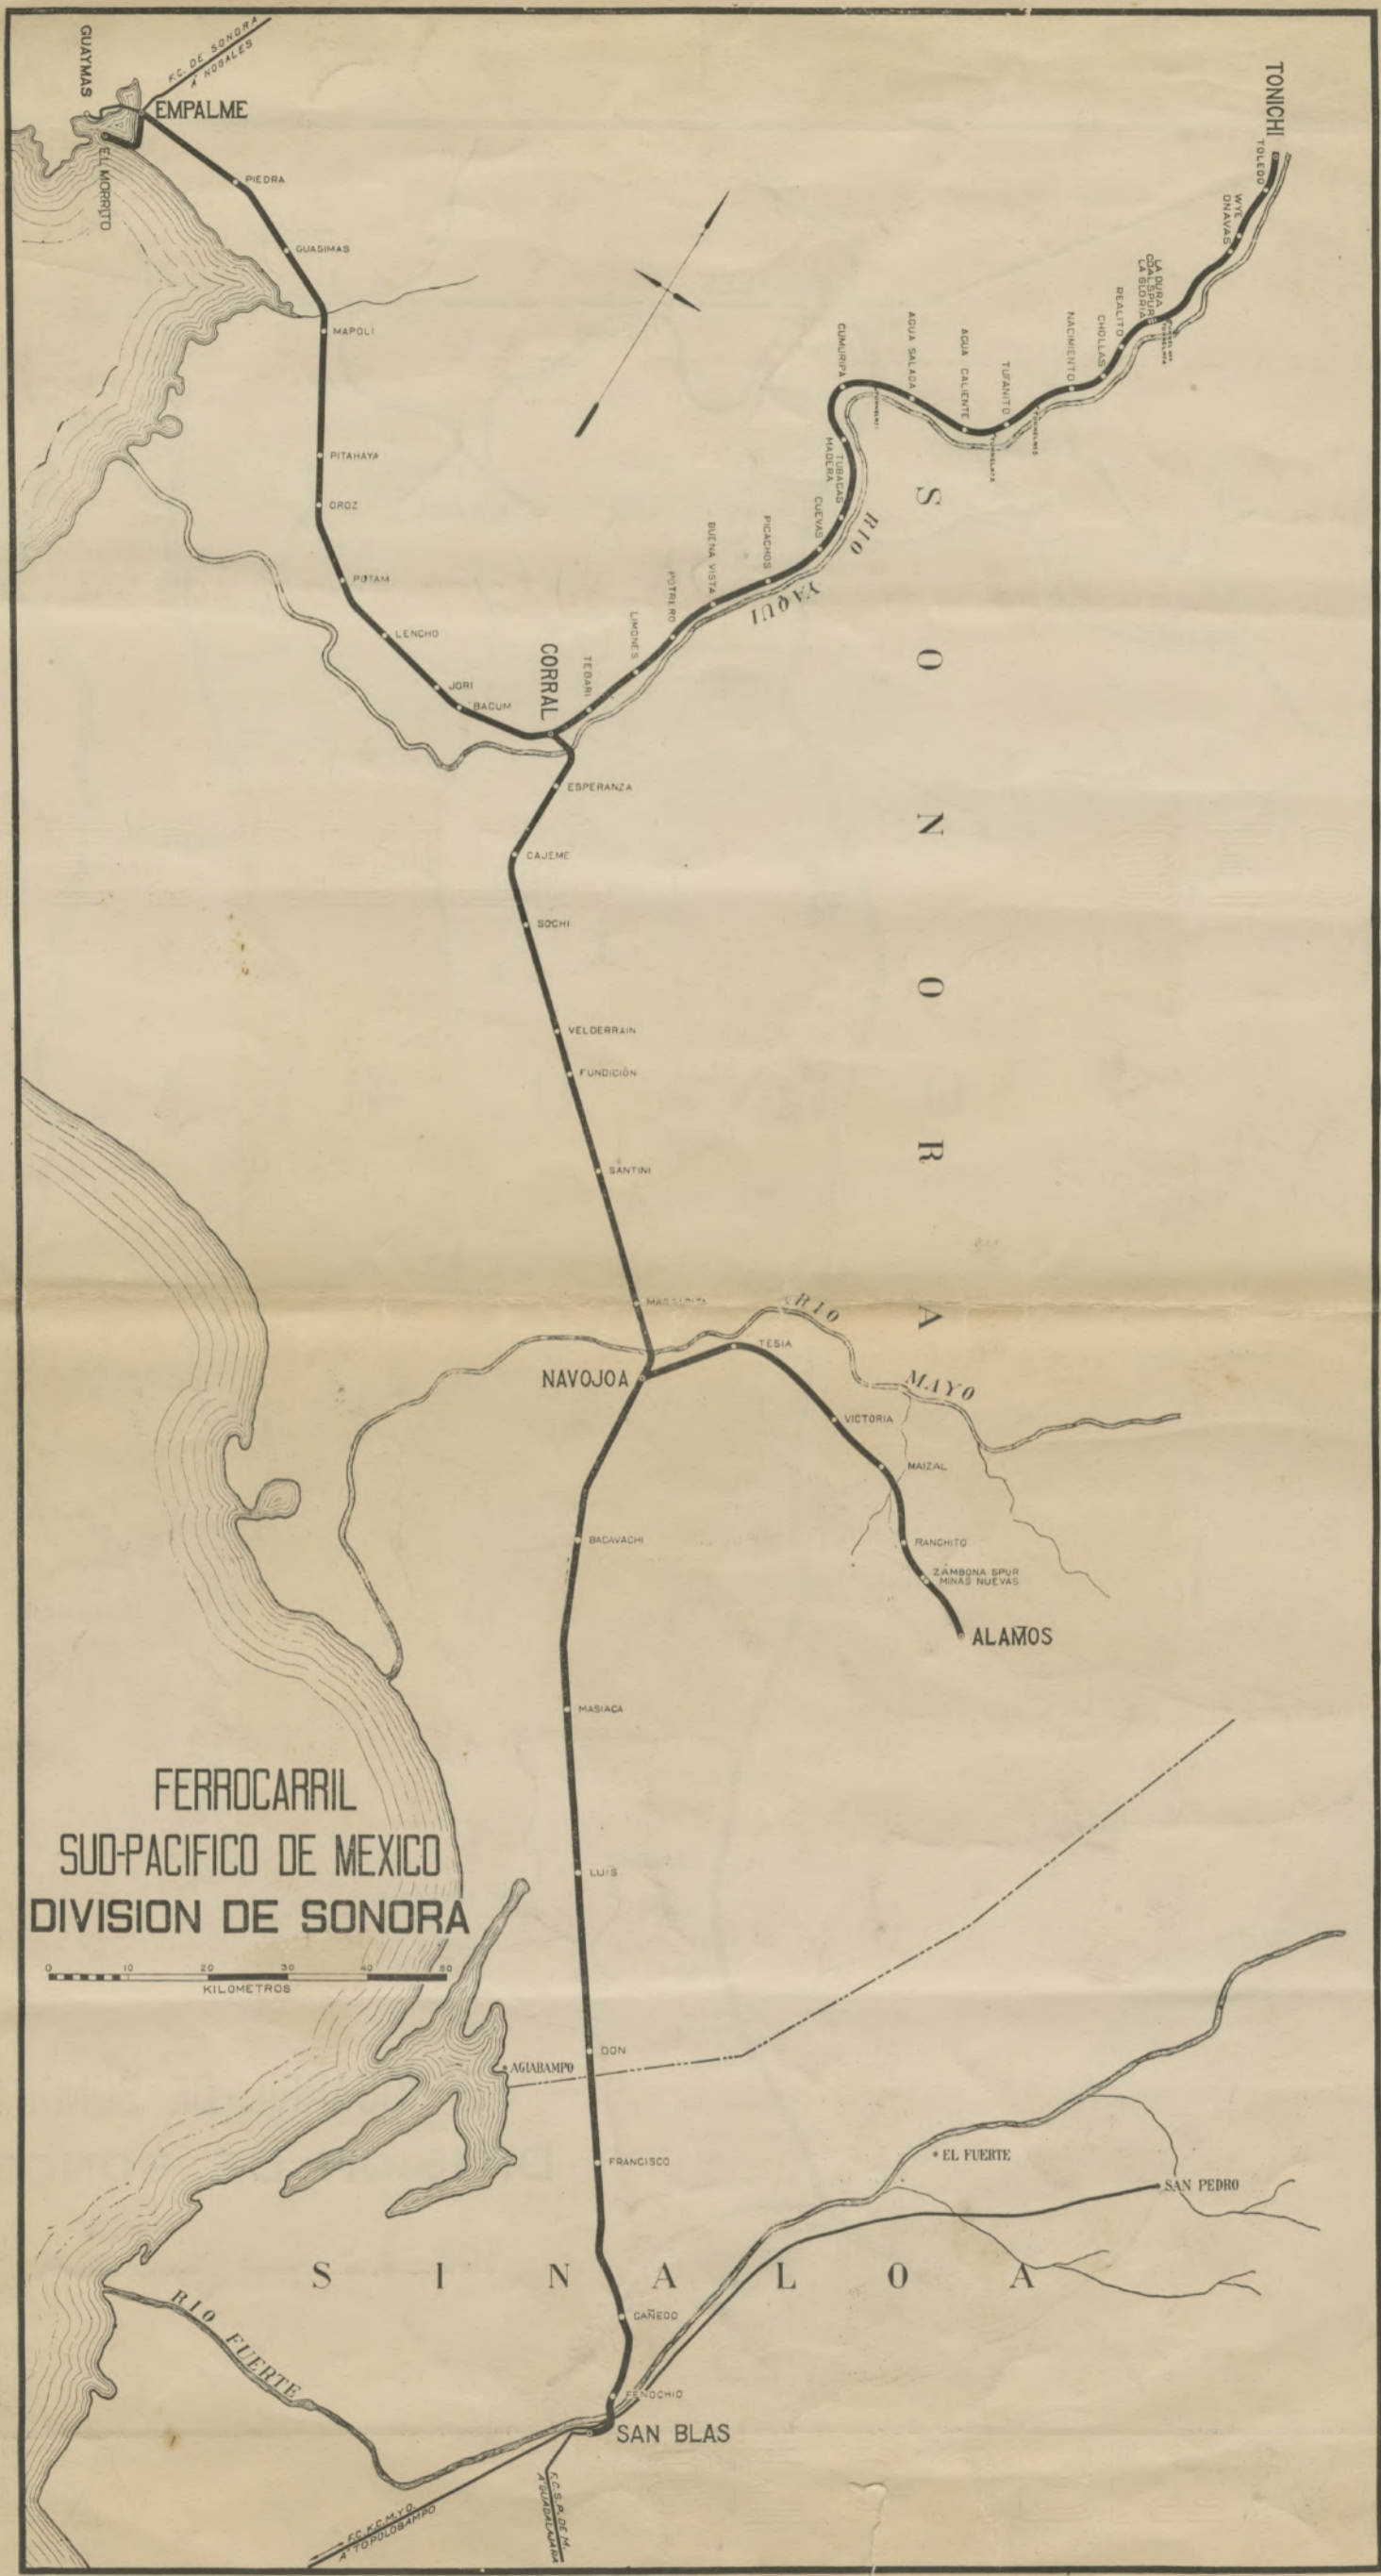 GUAYMAS
F.C. DE SONORA
A NOGALES
EMPALME
EL MORRITO
PIEDRA
GUASIMAS
MAPOLI
PITAHAYA
OROZ
POTAM
LENCHO
JORI
BACUM
CORRAL
TONICHI
TOLEDO
WYE
ONAVAS
LA DURA
COAL SPUR
LA GLORIA
REALITO
CHOLLAS
NACIMIENTO
TUFANITO
AGUA CALIENTE
AGUA SALADA
CUMURIPA
MADERA
TUBACAS
CUEVAS
PICACHOS
BUENA VISTA
POTRERO
LIMONES
TEBARI
RIO YAQUI
SONORA
ESPERANZA
CAJEME
SOCHI
VELDERRAIN
FUNDICIÓN
SANTINI
RIO MAYO
NAVOJOA
TESIA
VICTORIA
MAIZAL
RANCHITO
ZAMBONA SPUR
MINAS NUEVAS
ALAMOS
BACAVACHI
MASIACA
LUIS
DON
AGIABAMPO
FRANCISCO
FERROCARRIL
SUD-PACIFICO DE MEXICO
DIVISION DE SONORA
0 10 20 30 40 50
KILOMETROS
EL FUERTE
SAN PEDRO
SINALOA
CAÑEDO
RIO FUERTE
FENOCHIO
SAN BLAS
F.C.K.C.M.Y O.
A TOPOLOBAMPO
F.C.S.P. DE M.
A GUADALAJARA